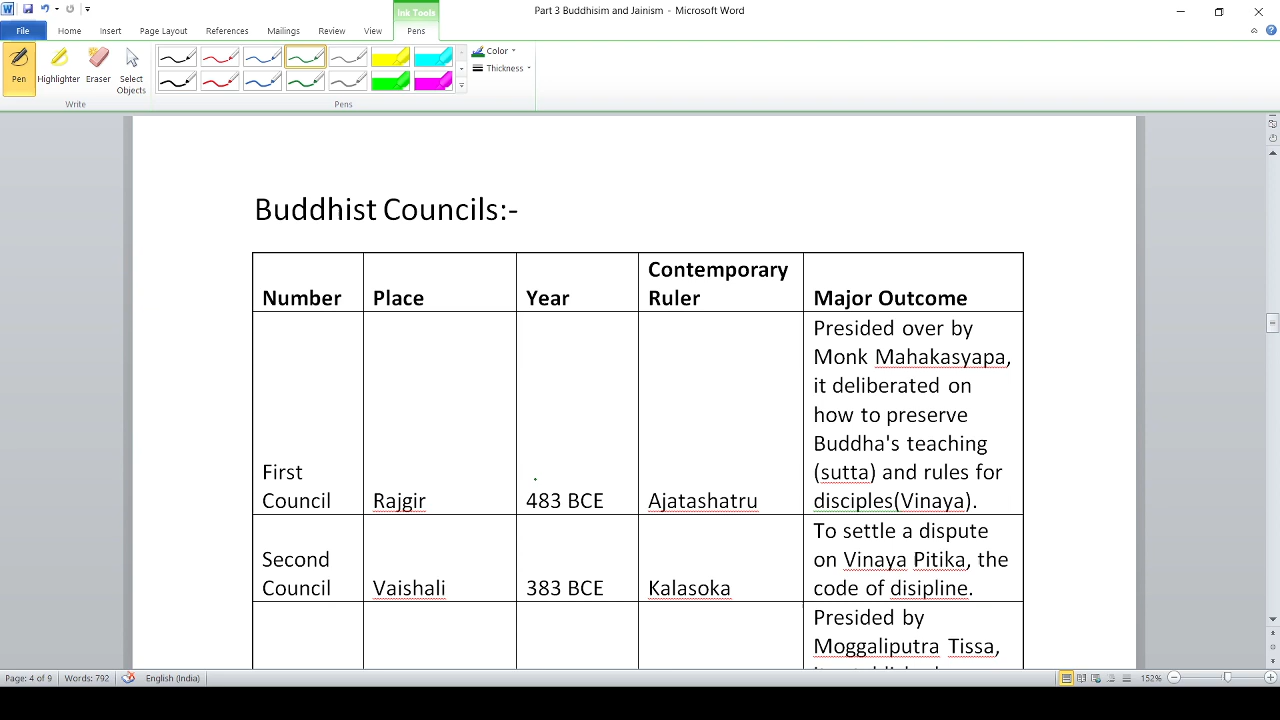 Part 3 Buddhisim and Jainism - Microsoft Word
Ink Tools
File Home Insert Page Layout References Mailings Review View Pens
Pen Highlighter Eraser Select Objects
Color
Thickness
Write
Pens
Buddhist Councils:-
Number Place Year Contemporary Ruler Major Outcome
First Council Rajgir 483 BCE Ajatashatru
Presided over by
Monk Mahakasyapa,
it deliberated on
how to preserve
Buddha's teaching
(sutta) and rules for
disciples(Vinaya).
Second Council Vaishali 383 BCE Kalasoka
To settle a dispute
on Vinaya Pitika, the
code of disipline.
Presided by
Moggaliputra Tissa,
Page: 4 of 9 Words: 792 English (India) 152%